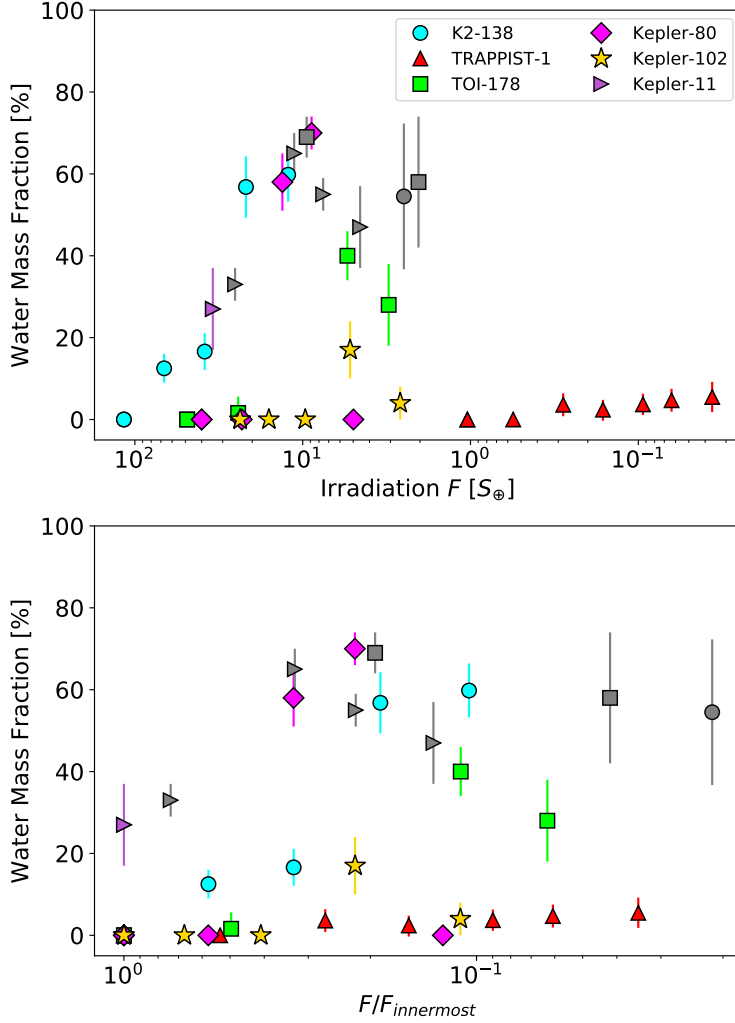 100
80
60
40
20
0
Water Mass Fraction [%]
K2-138
TRAPPIST-1
TOI-178
Kepler-80
Kepler-102
Kepler-11
10² 10¹ 10⁰ 10⁻¹
Irradiation F [S⊕]
100
80
60
40
20
0
Water Mass Fraction [%]
10⁰ 10⁻¹
F/Finnermost